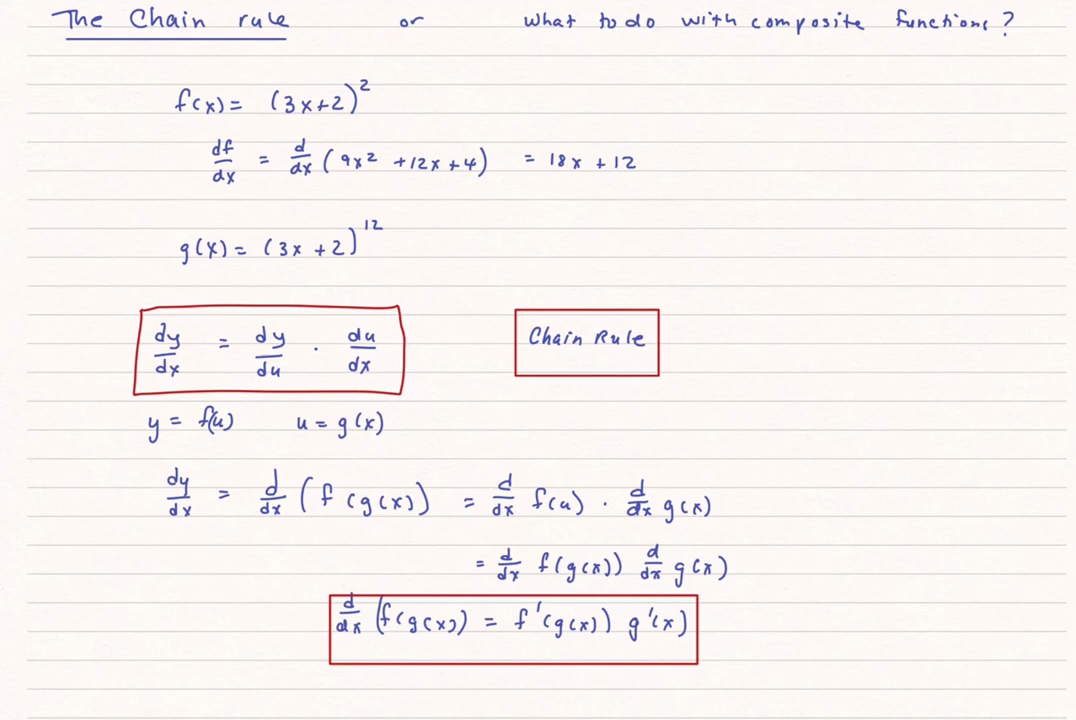 The Chain rule or what to do with composite functions?
f(x) = (3x+2)²
df/dx = d/dx (9x² + 12x + 4) = 18x + 12
g(x) = (3x + 2)¹²
dy/dx = dy/du · du/dx Chain Rule
y = f(u) u = g(x)
dy/dx = d/dx (f(g(x)) = d/dx f(u) · d/dx g(x)
= d/dx f(g(x)) d/dx g(x)
d/dx (f(g(x)) = f'(g(x)) g'(x)